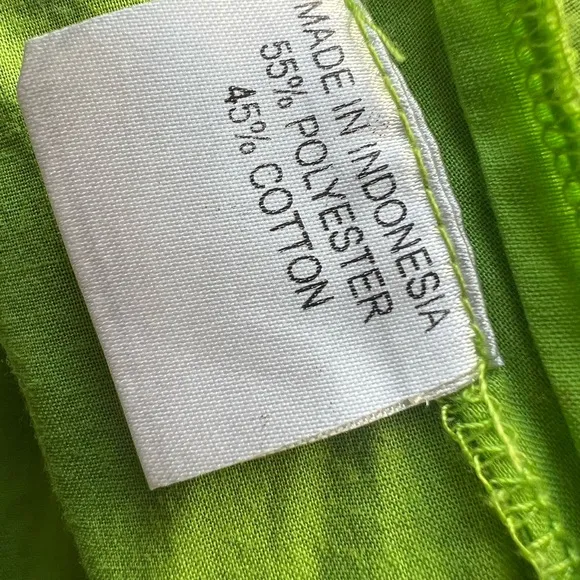 MADE IN INDONESIA
55% POLYESTER
45% COTTON